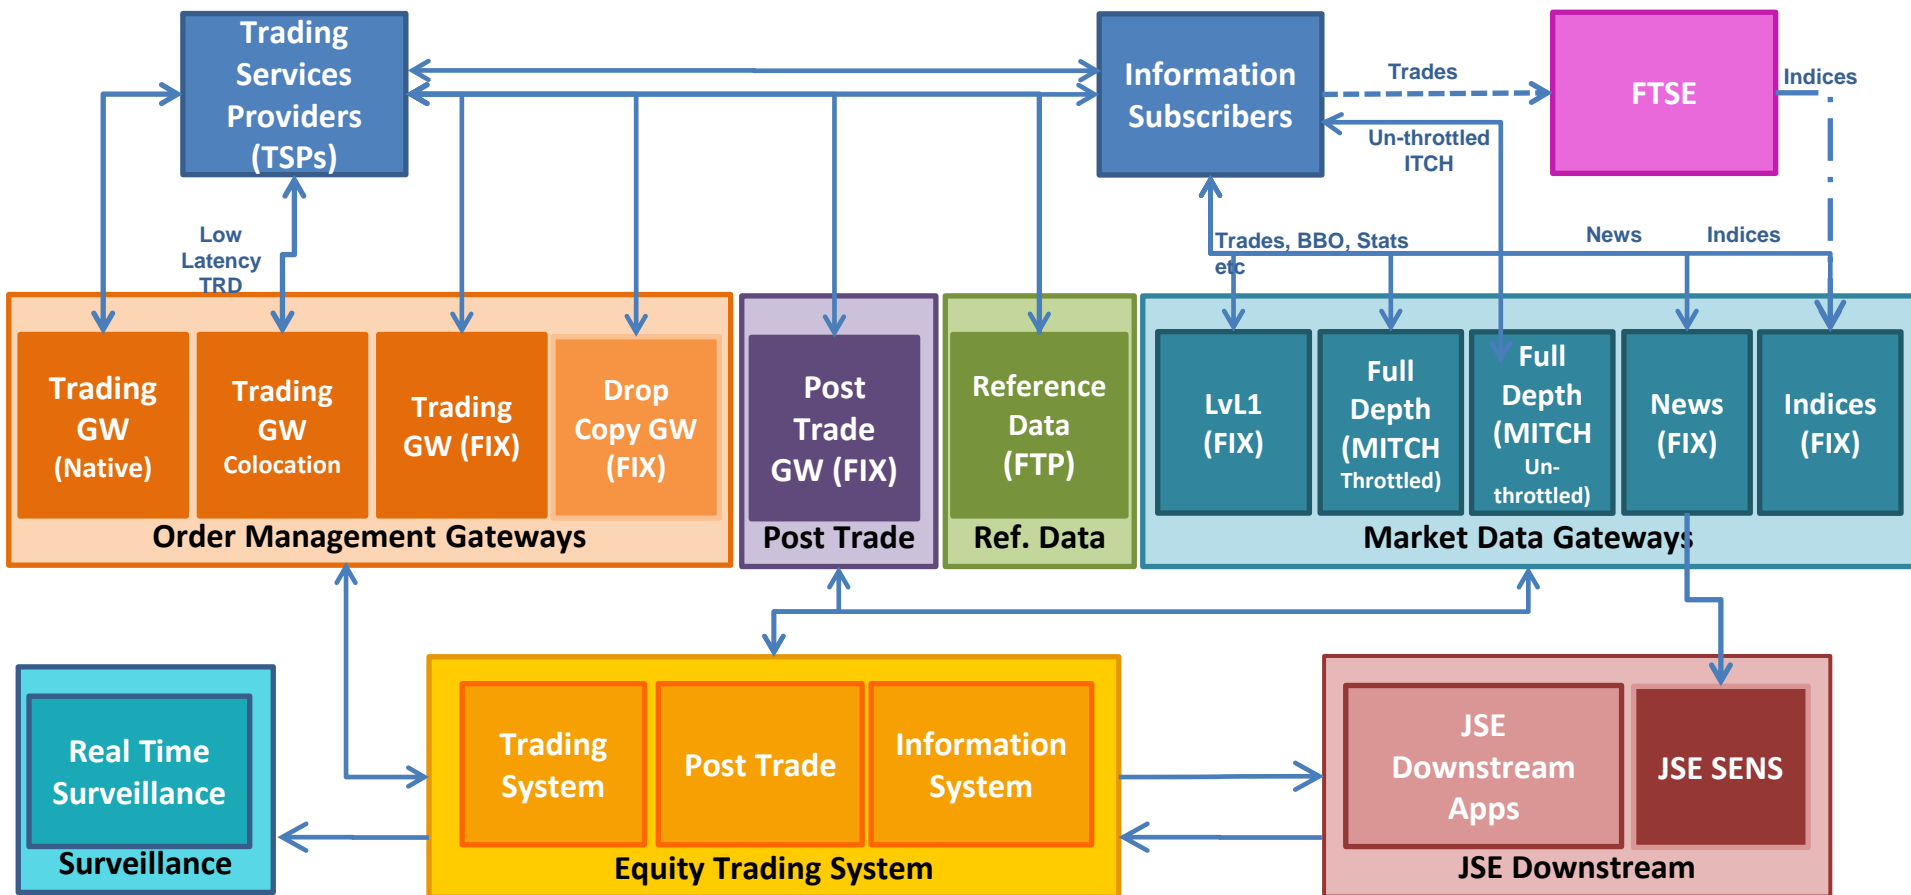 Trading
Services
Providers
(TSPs)
Information
Subscribers
Trades
FTSE
Indices
Un-throttled
ITCH
Low
Latency
TRD
Trades, BBO, Stats
etc
News
Indices
Trading
GW
(Native)
Trading
GW
Colocation
Trading
GW (FIX)
Drop
Copy GW
(FIX)
Order Management Gateways
Post
Trade
GW (FIX)
Post Trade
Reference
Data
(FTP)
Ref. Data
LvL1
(FIX)
Full
Depth
(MITCH
Throttled)
Full
Depth
(MITCH
Un-
throttled)
News
(FIX)
Indices
(FIX)
Market Data Gateways
Real Time
Surveillance
Surveillance
Trading
System
Post Trade
Information
System
Equity Trading System
JSE
Downstream
Apps
JSE SENS
JSE Downstream